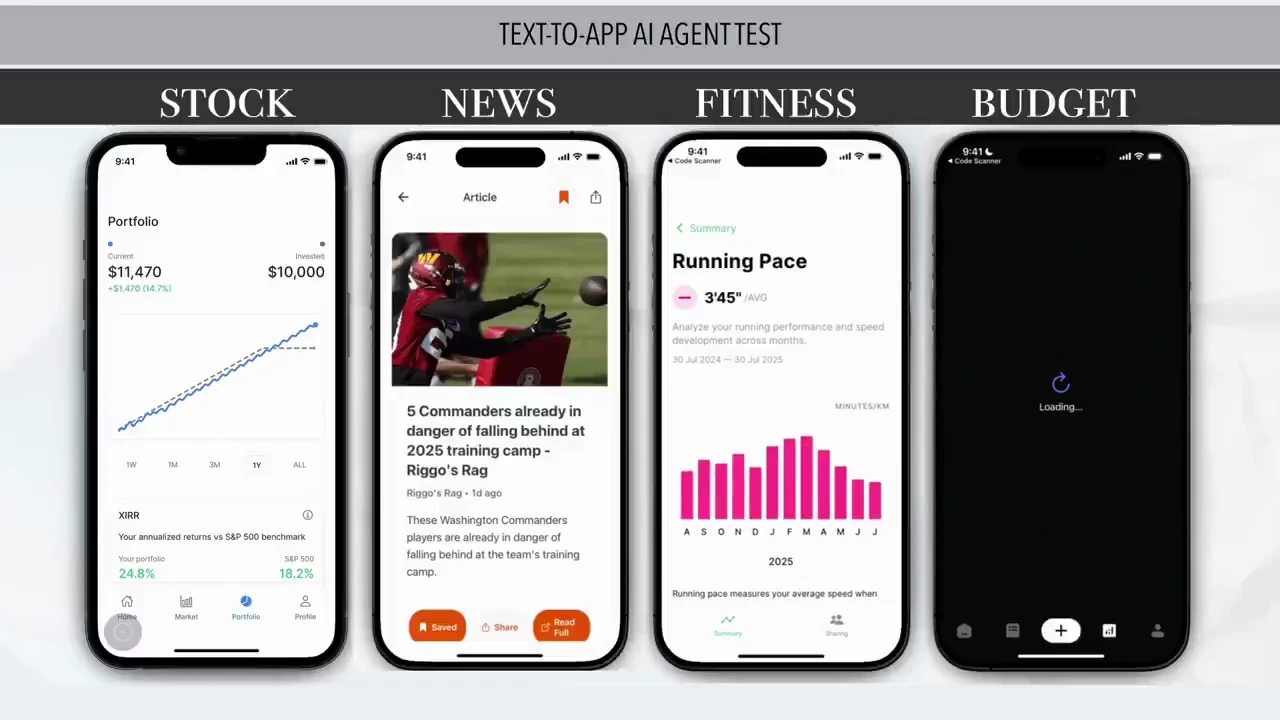 TEXT-TO-APP AI AGENT TEST
STOCK
NEWS
FITNESS
BUDGET
9:41
Portfolio
Current
Invested
$11,470
$10,000
+$1,470 (14.7%)
1W 1M 3M 1Y ALL
XIRR
Your annualized returns vs S&P 500 benchmark
Your portfolio
S&P 500
24.8%
18.2%
Home Market Portfolio Profile
9:41
Article
W
5 Commanders already in
danger of falling behind at
2025 training camp -
Riggo's Rag
Riggo's Rag • 1d ago
These Washington Commanders
players are already in danger of
falling behind at the team's training
camp.
Saved
Share
Read
Full
9:41
Code Scanner
Summary
Running Pace
3'45" /AVG
Analyze your running performance and speed
development across months.
30 Jul 2024 — 30 Jul 2025
MINUTES/KM
A S O N D J F M A M J J
2025
Running pace measures your average speed when
Summary
Sharing
9:41
Code Scanner
Loading...